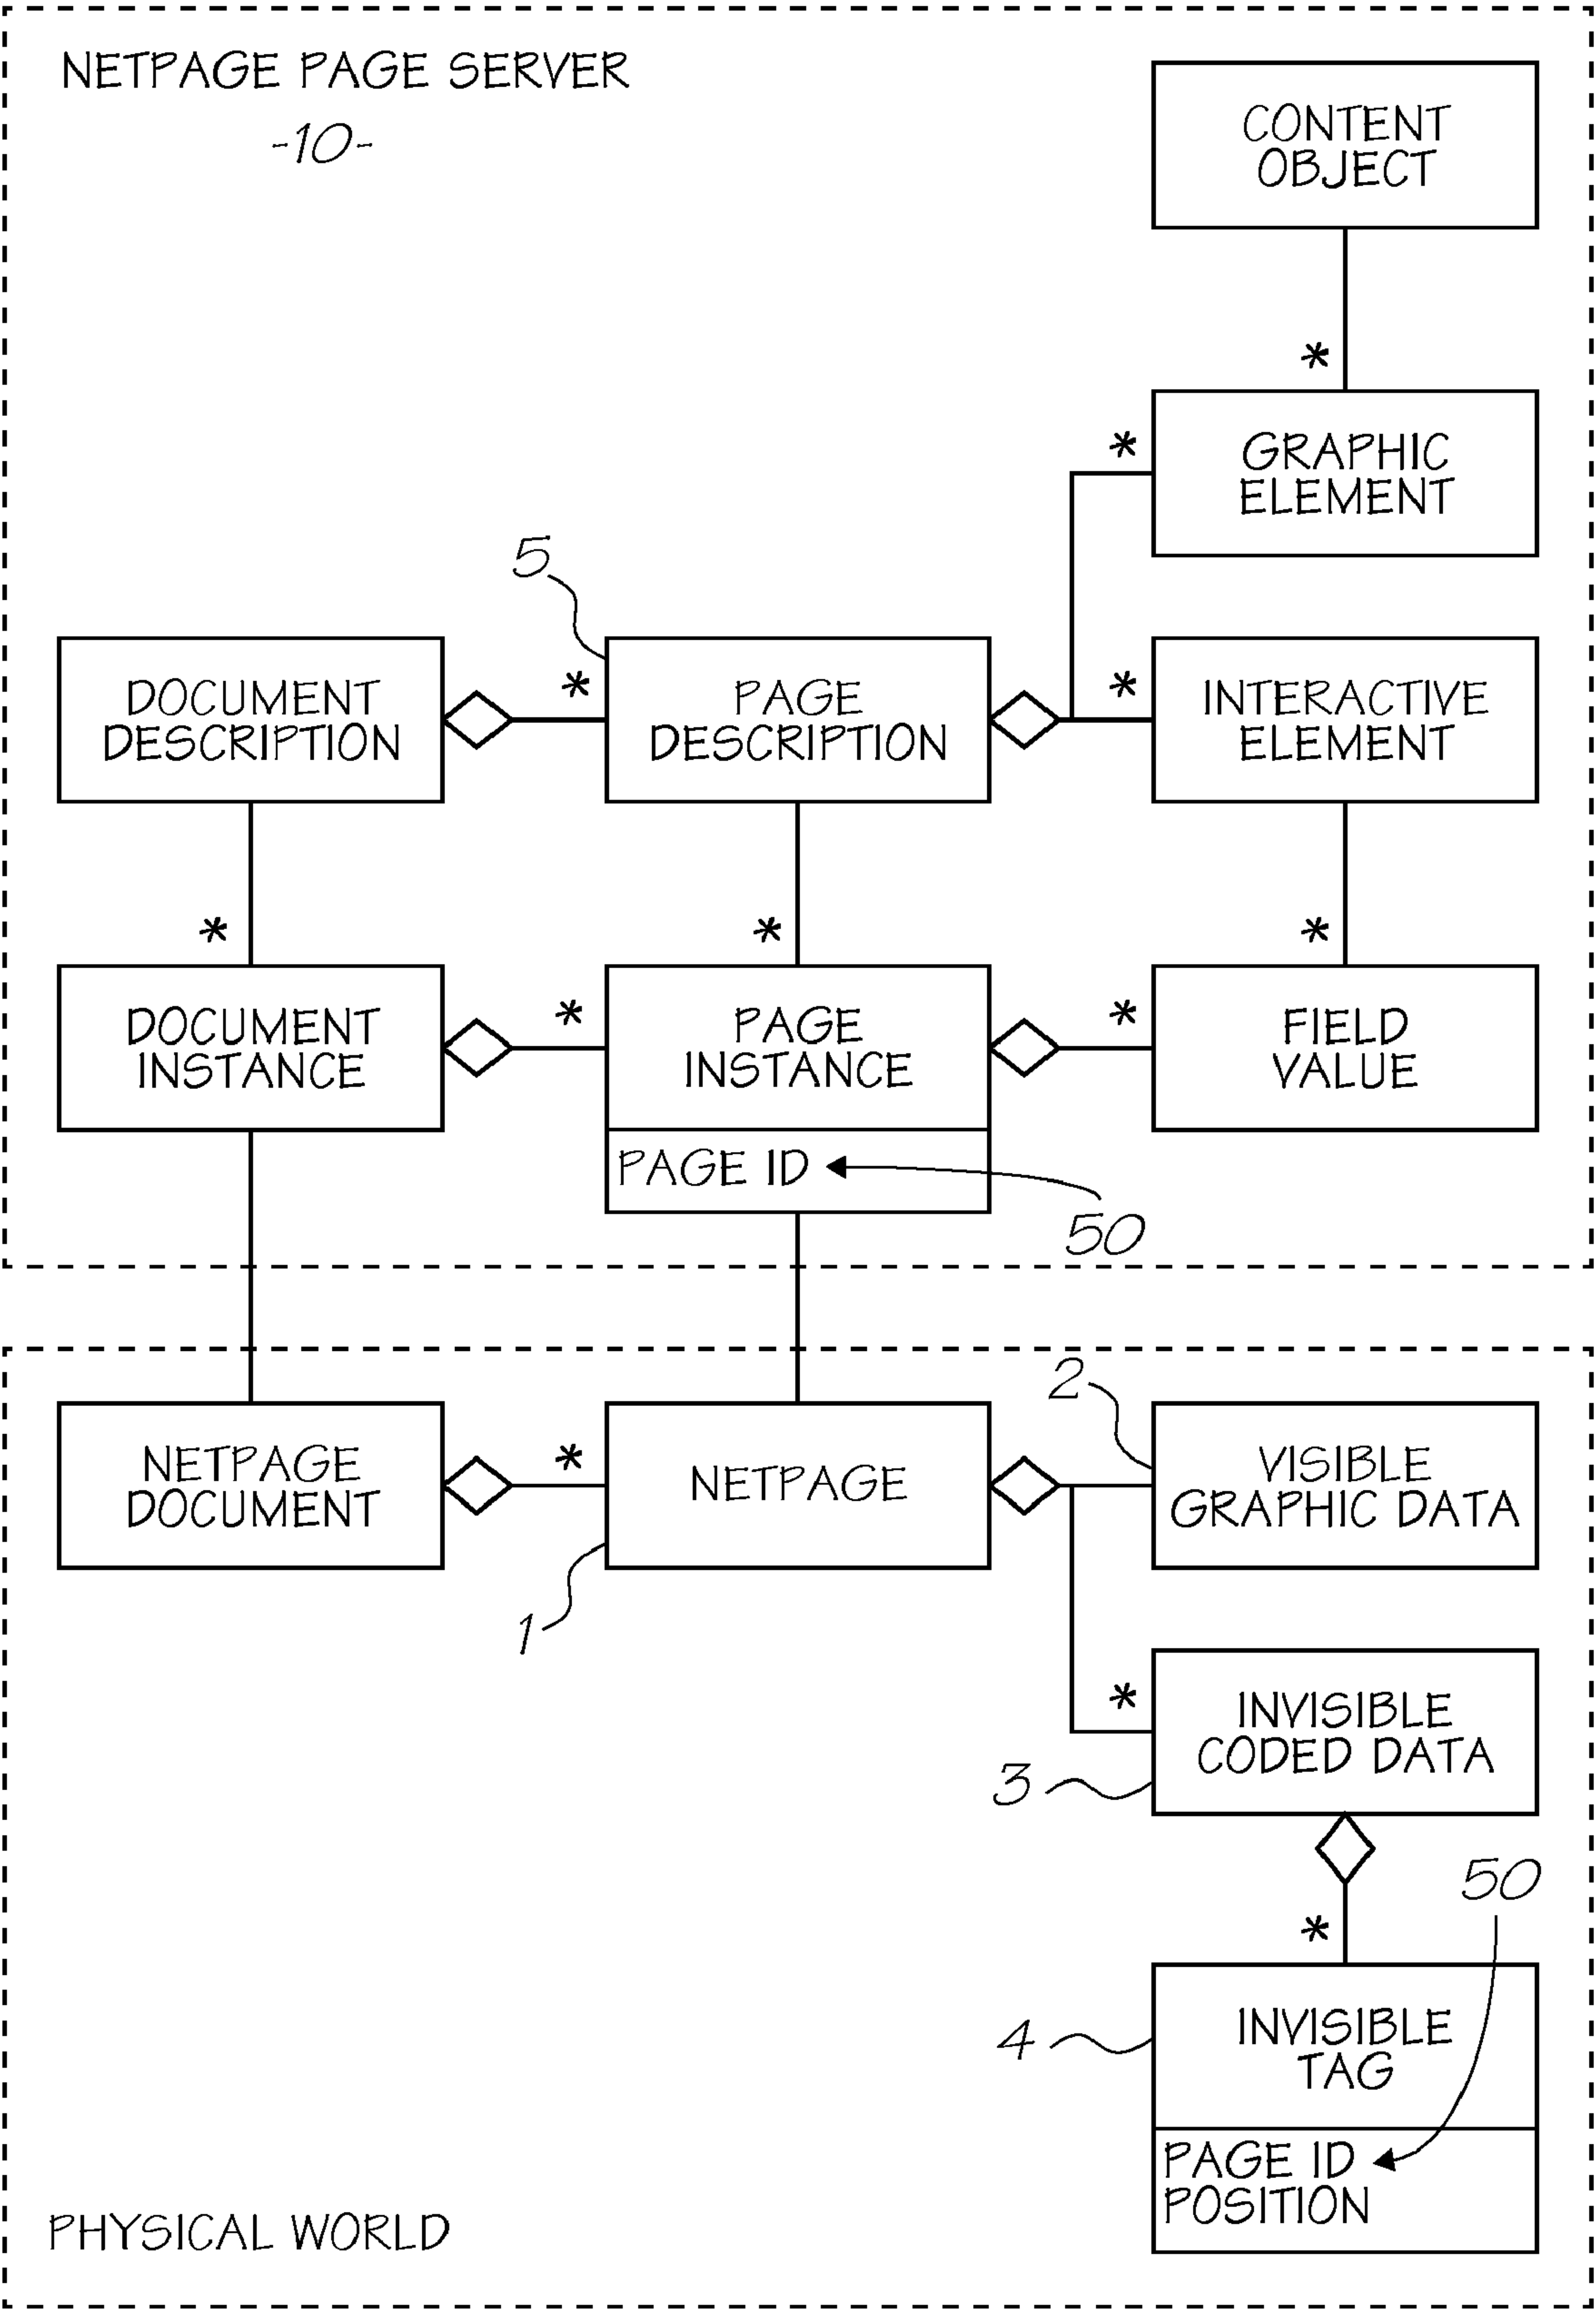 NETPAGE PAGE SERVER
-10-
CONTENT
OBJECT
*
*
GRAPHIC
ELEMENT
5
DOCUMENT
DESCRIPTION
*
PAGE
DESCRIPTION
*
INTERACTIVE
ELEMENT
*
*
*
DOCUMENT
INSTANCE
*
PAGE
INSTANCE
*
FIELD
VALUE
PAGE ID
50
2
NETPAGE
DOCUMENT
*
NETPAGE
VISIBLE
GRAPHIC DATA
1
*
INVISIBLE
CODED DATA
3
50
*
4
INVISIBLE
TAG
PAGE ID
POSITION
PHYSICAL WORLD